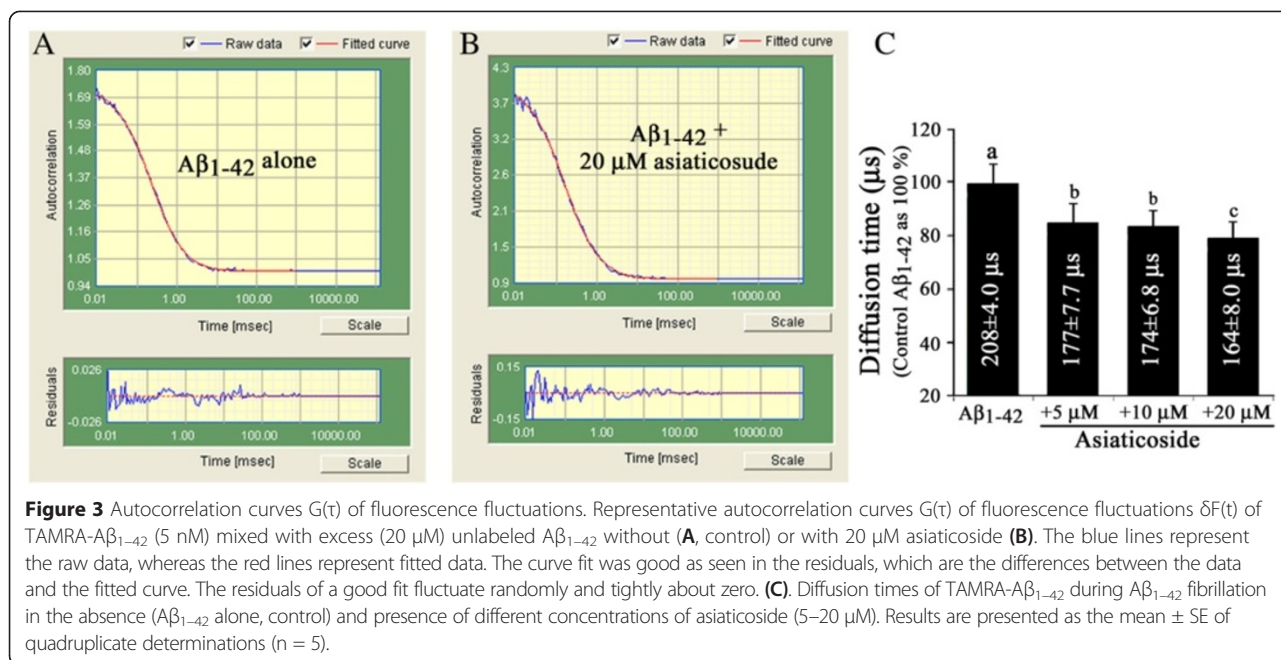 A
Raw data
Fitted curve
1.80
1.69
1.59
1.48
1.37
1.26
1.16
1.05
0.94
Autocorrelation
Aβ1-42 alone
0.01 1.00 100.00 10000.00
Time [msec]
Scale
0.026
-0.026
Residuals
0.01 1.00 100.00 10000.00
Time [msec]
Scale
B
Raw data
Fitted curve
4.3
3.7
3.2
2.6
2.1
1.5
0.9
Autocorrelation
Aβ1-42 +
20 µM asiaticosude
0.01 1.00 100.00 10000.00
Time [msec]
Scale
0.15
-0.15
Residuals
0.01 1.00 100.00 10000.00
Time [msec]
Scale
C
Diffusion time (µs)
(Control Aβ1-42 as 100 %)
120
100
80
60
40
20
a
b
b
c
208±4.0 µs
177±7.7 µs
174±6.8 µs
164±8.0 µs
Aβ1-42 +5 µM +10 µM +20 µM
Asiaticoside
Figure 3 Autocorrelation curves G(τ) of fluorescence fluctuations. Representative autocorrelation curves G(τ) of fluorescence fluctuations δF(t) of
TAMRA-Aβ1–42 (5 nM) mixed with excess (20 µM) unlabeled Aβ1–42 without (A, control) or with 20 µM asiaticoside (B). The blue lines represent
the raw data, whereas the red lines represent fitted data. The curve fit was good as seen in the residuals, which are the differences between the data
and the fitted curve. The residuals of a good fit fluctuate randomly and tightly about zero. (C). Diffusion times of TAMRA-Aβ1–42 during Aβ1–42 fibrillation
in the absence (Aβ1–42 alone, control) and presence of different concentrations of asiaticoside (5–20 µM). Results are presented as the mean ± SE of
quadruplicate determinations (n = 5).